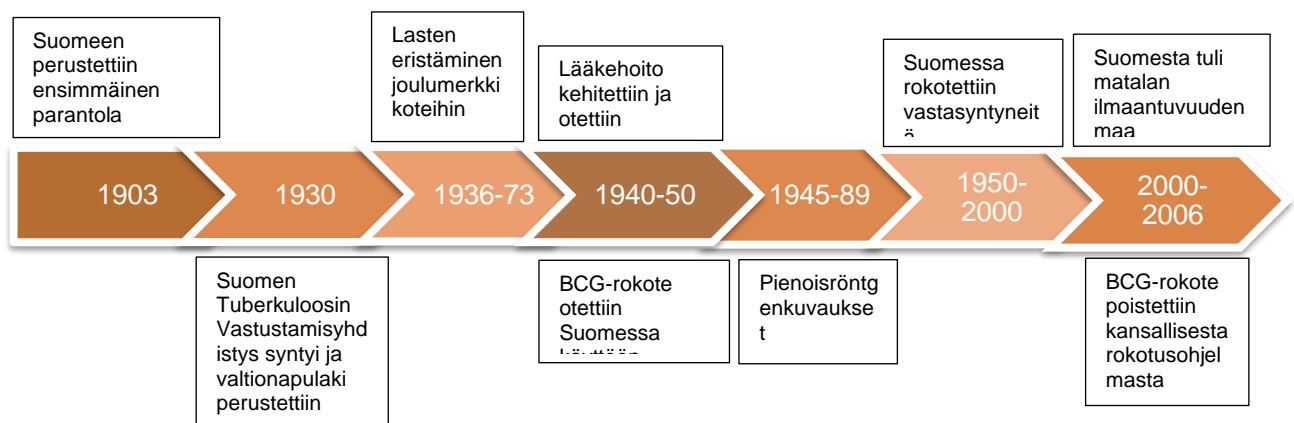 Suomeen
perustettiin
ensimmäinen
parantola
Lasten
eristäminen
joulumerkki
koteihin
Lääkehoito
kehitettiin ja
otettiin
Suomessa
rokotettiin
vastasyntyneit
ä
Suomesta tuli
matalan
ilmaantuvuuden
maa
1903
1930
1936-73
1940-50
1945-89
1950-
2000
2000-
2006
Suomen
Tuberkuloosin
Vastustamisyhd
istys syntyi ja
valtionapulaki
perustettiin
BCG-rokote
otettiin
Suomessa
käyttöön
Pienoisröntg
enkuvaukse
t
BCG-rokote
poistettiin
kansallisesta
rokotusohjel
masta